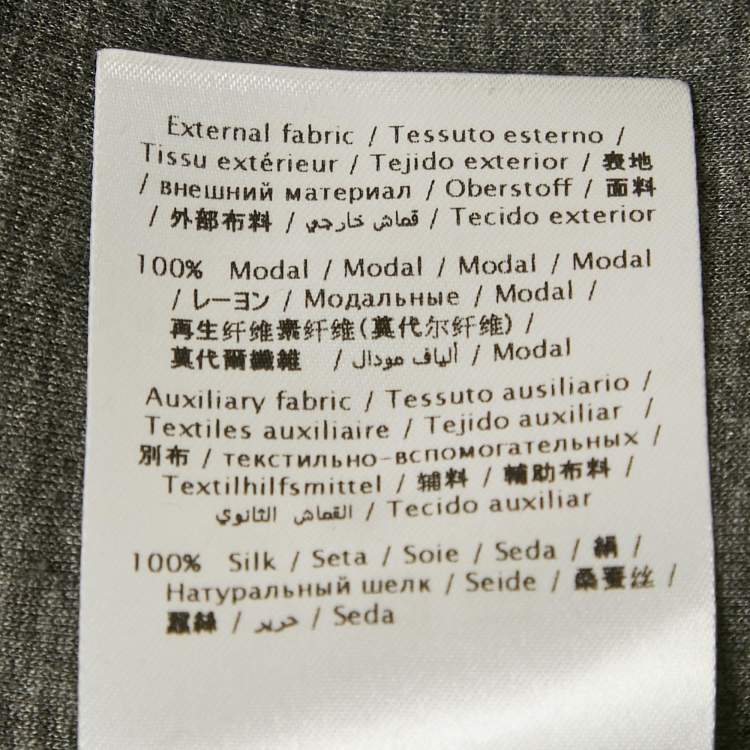 External fabric / Tessuto esterno /
Tissu extérieur / Tejido exterior / 表地
/ внешний материал / Oberstoff / 面料
/ 外部布料 / قماش خارجي / Tecido exterior
100% Modal / Modal / Modal / Modal
/ レーヨン / Модальные / Modal /
再生纤维素纤维(莫代尔纤维) /
莫代爾纖維 / ألياف مودال / Modal
Auxiliary fabric / Tessuto ausiliario /
Textiles auxiliaire / Tejido auxiliar /
別布 / текстильно-вспомогательных /
Textilhilfsmittel / 辅料 / 輔助布料 /
القماش الثانوي / Tecido auxiliar
100% Silk / Seta / Soie / Seda / 絹 /
Натуральный шелк / Seide / 桑蚕丝 /
蠶絲 / حرير / Seda